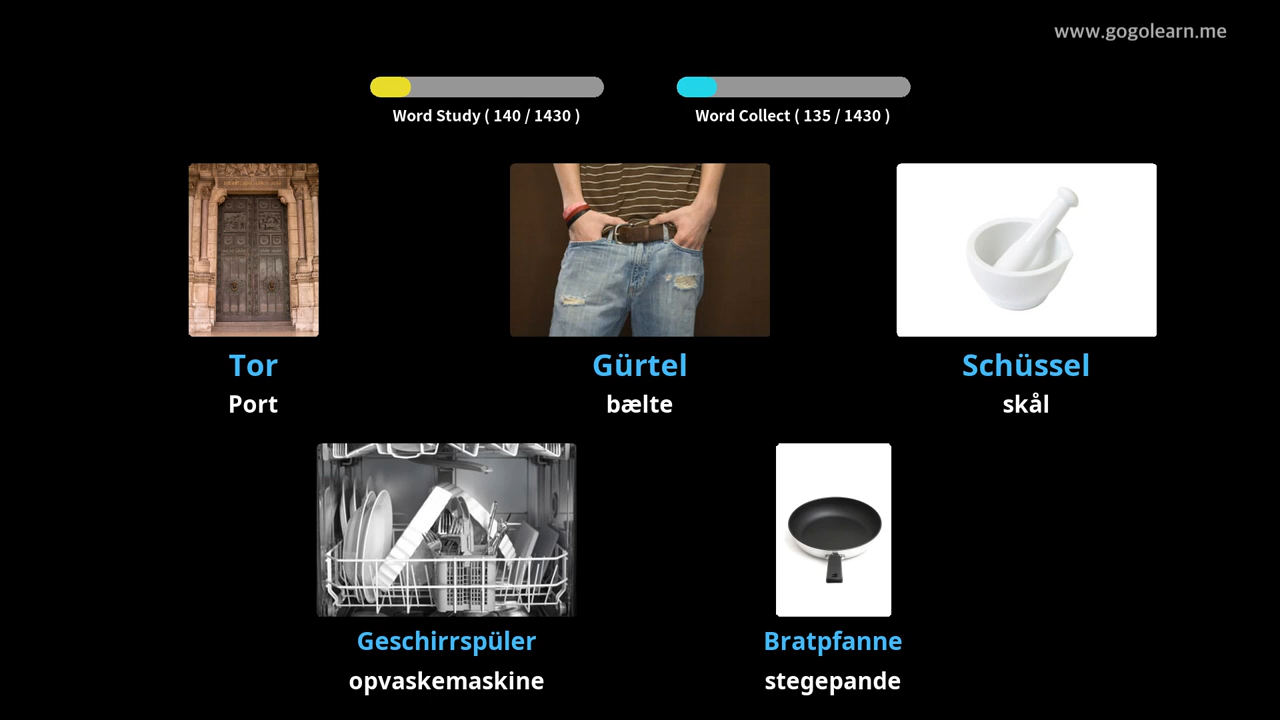 www.gogolearn.me
Word Study ( 140 / 1430 )
Word Collect ( 135 / 1430 )
Tor
Port
Gürtel
bælte
Schüssel
skål
Geschirrspüler
opvaskemaskine
Bratpfanne
stegepande